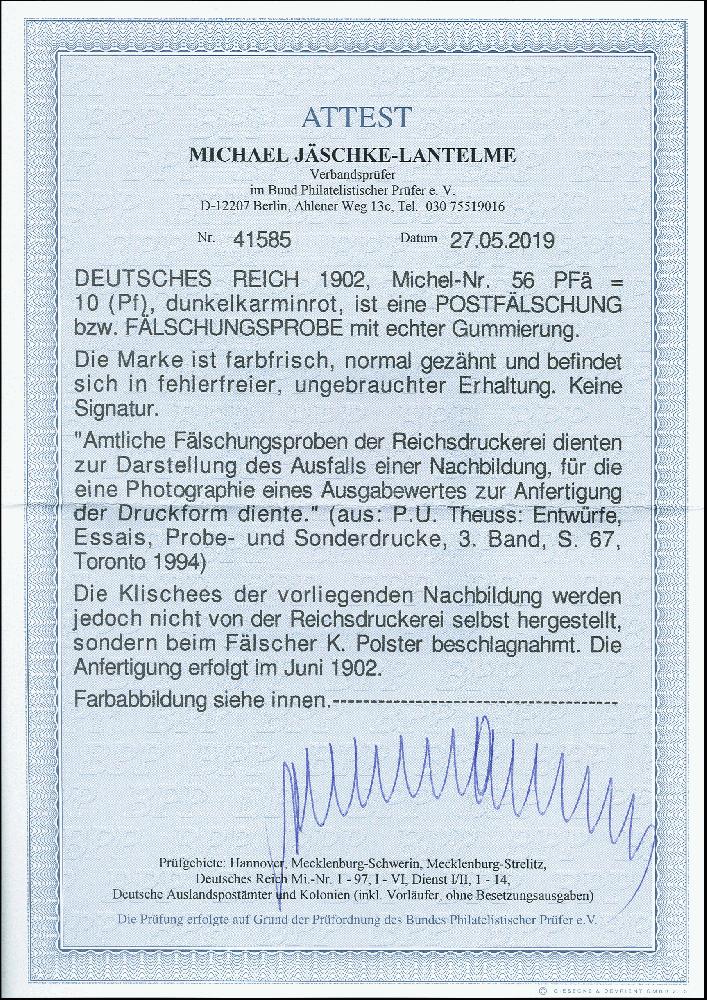 ATTEST
MICHAEL JÄSCHKE-LANTELME
Verbandsprüfer
im Bund Philatelistischer Prüfer e. V.
D-12207 Berlin, Ahlener Weg 13c, Tel. 030 75519016
Nr. 41585 Datum 27.05.2019
DEUTSCHES REICH 1902, Michel-Nr. 56 PFä =
10 (Pf), dunkelkarminrot, ist eine POSTFÄLSCHUNG
bzw. FÄLSCHUNGSPROBE mit echter Gummierung.
Die Marke ist farbfrisch, normal gezähnt und befindet
sich in fehlerfreier, ungebrauchter Erhaltung. Keine
Signatur.
"Amtliche Fälschungsproben der Reichsdruckerei dienten
zur Darstellung des Ausfalls einer Nachbildung, für die
eine Photographie eines Ausgabewertes zur Anfertigung
der Druckform diente." (aus: P.U. Theuss: Entwürfe,
Essais, Probe- und Sonderdrucke, 3. Band, S. 67,
Toronto 1994)
Die Klischees der vorliegenden Nachbildung werden
jedoch nicht von der Reichsdruckerei selbst hergestellt,
sondern beim Fälscher K. Polster beschlagnahmt. Die
Anfertigung erfolgt im Juni 1902.
Farbabbildung siehe innen.-------------------------------
Prüfgebiete: Hannover, Mecklenburg-Schwerin, Mecklenburg-Strelitz,
Deutsches Reich Mi.-Nr. 1 - 97, I - VI, Dienst I/II, 1 - 14,
Deutsche Auslandspostämter und Kolonien (inkl. Vorläufer, ohne Besetzungsausgaben)
Die Prüfung erfolgte auf Grund der Prüfordnung des Bundes Philatelistischer Prüfer e.V.
© GIESECKE & DEVRIENT GMBH